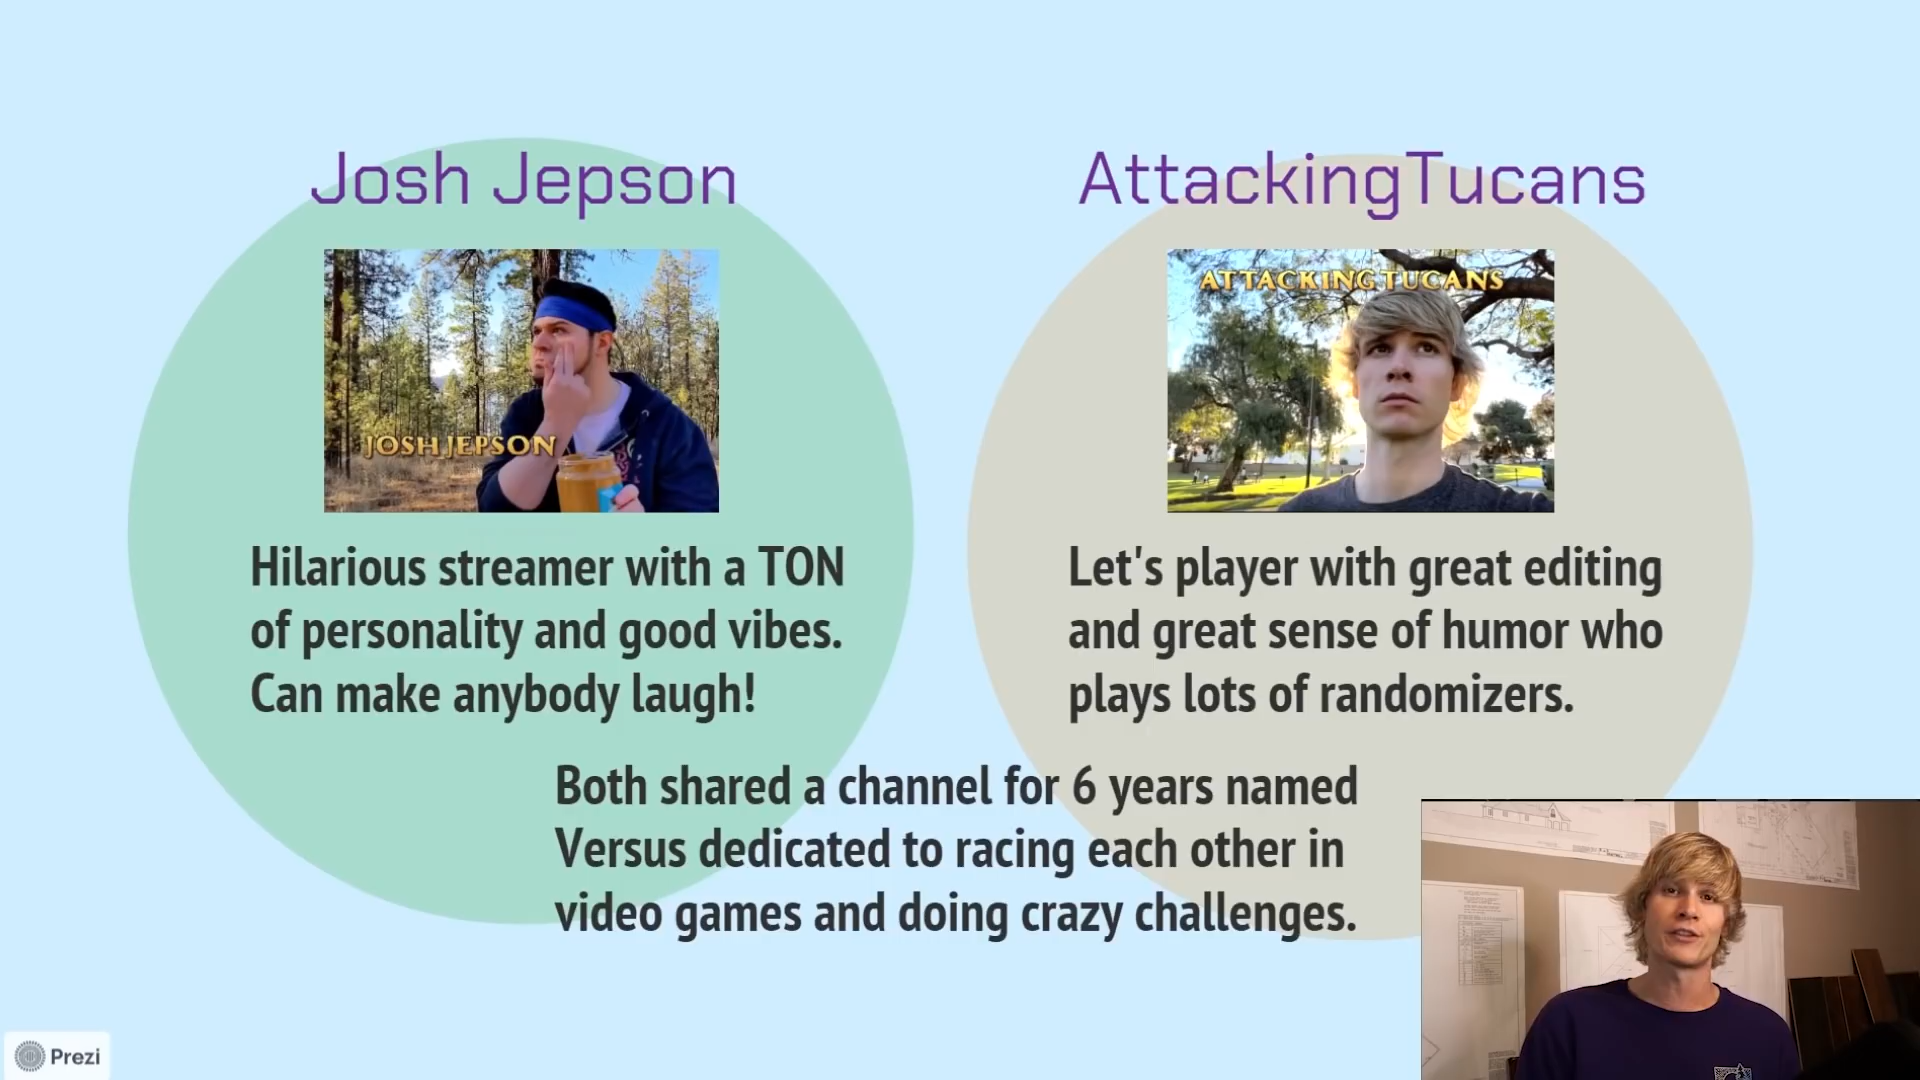 Josh Jepson
JOSH JEPSON
Hilarious streamer with a TON
of personality and good vibes.
Can make anybody laugh!
AttackingTucans
ATTACKINGTUCANS
Let's player with great editing
and great sense of humor who
plays lots of randomizers.
Both shared a channel for 6 years named
Versus dedicated to racing each other in
video games and doing crazy challenges.
Prezi